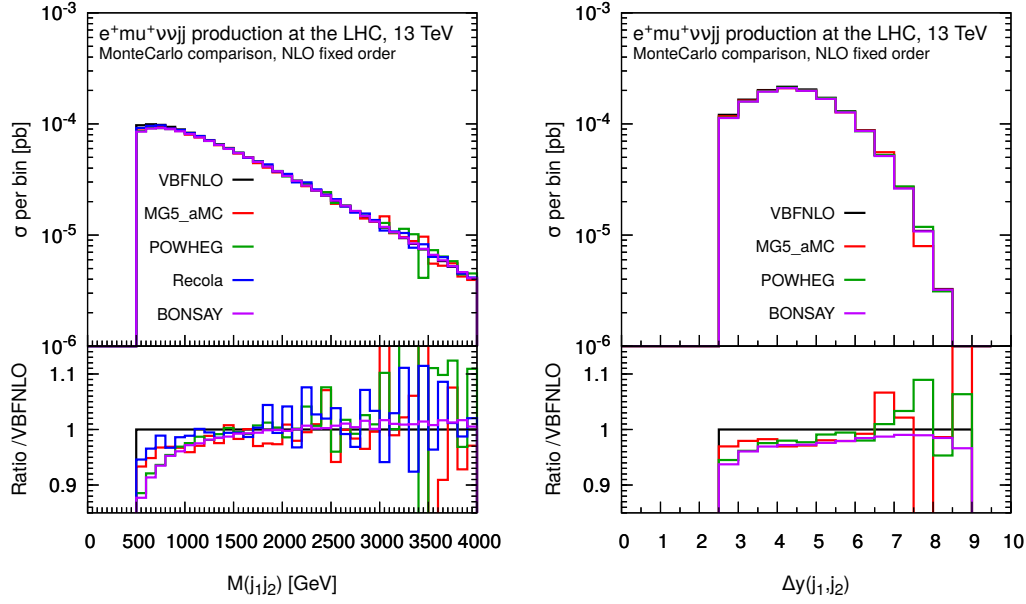 e+mu+ννjj production at the LHC, 13 TeV
MonteCarlo comparison, NLO fixed order
σ per bin [pb]
10^-3
10^-4
10^-5
10^-6
VBFNLO
MG5_aMC
POWHEG
Recola
BONSAY
Ratio /VBFNLO
1.1
1
0.9
0 500 1000 1500 2000 2500 3000 3500 4000
M(j1j2) [GeV]
e+mu+ννjj production at the LHC, 13 TeV
MonteCarlo comparison, NLO fixed order
σ per bin [pb]
10^-3
10^-4
10^-5
10^-6
VBFNLO
MG5_aMC
POWHEG
BONSAY
Ratio /VBFNLO
1.1
1
0.9
0 1 2 3 4 5 6 7 8 9 10
Δy(j1,j2)